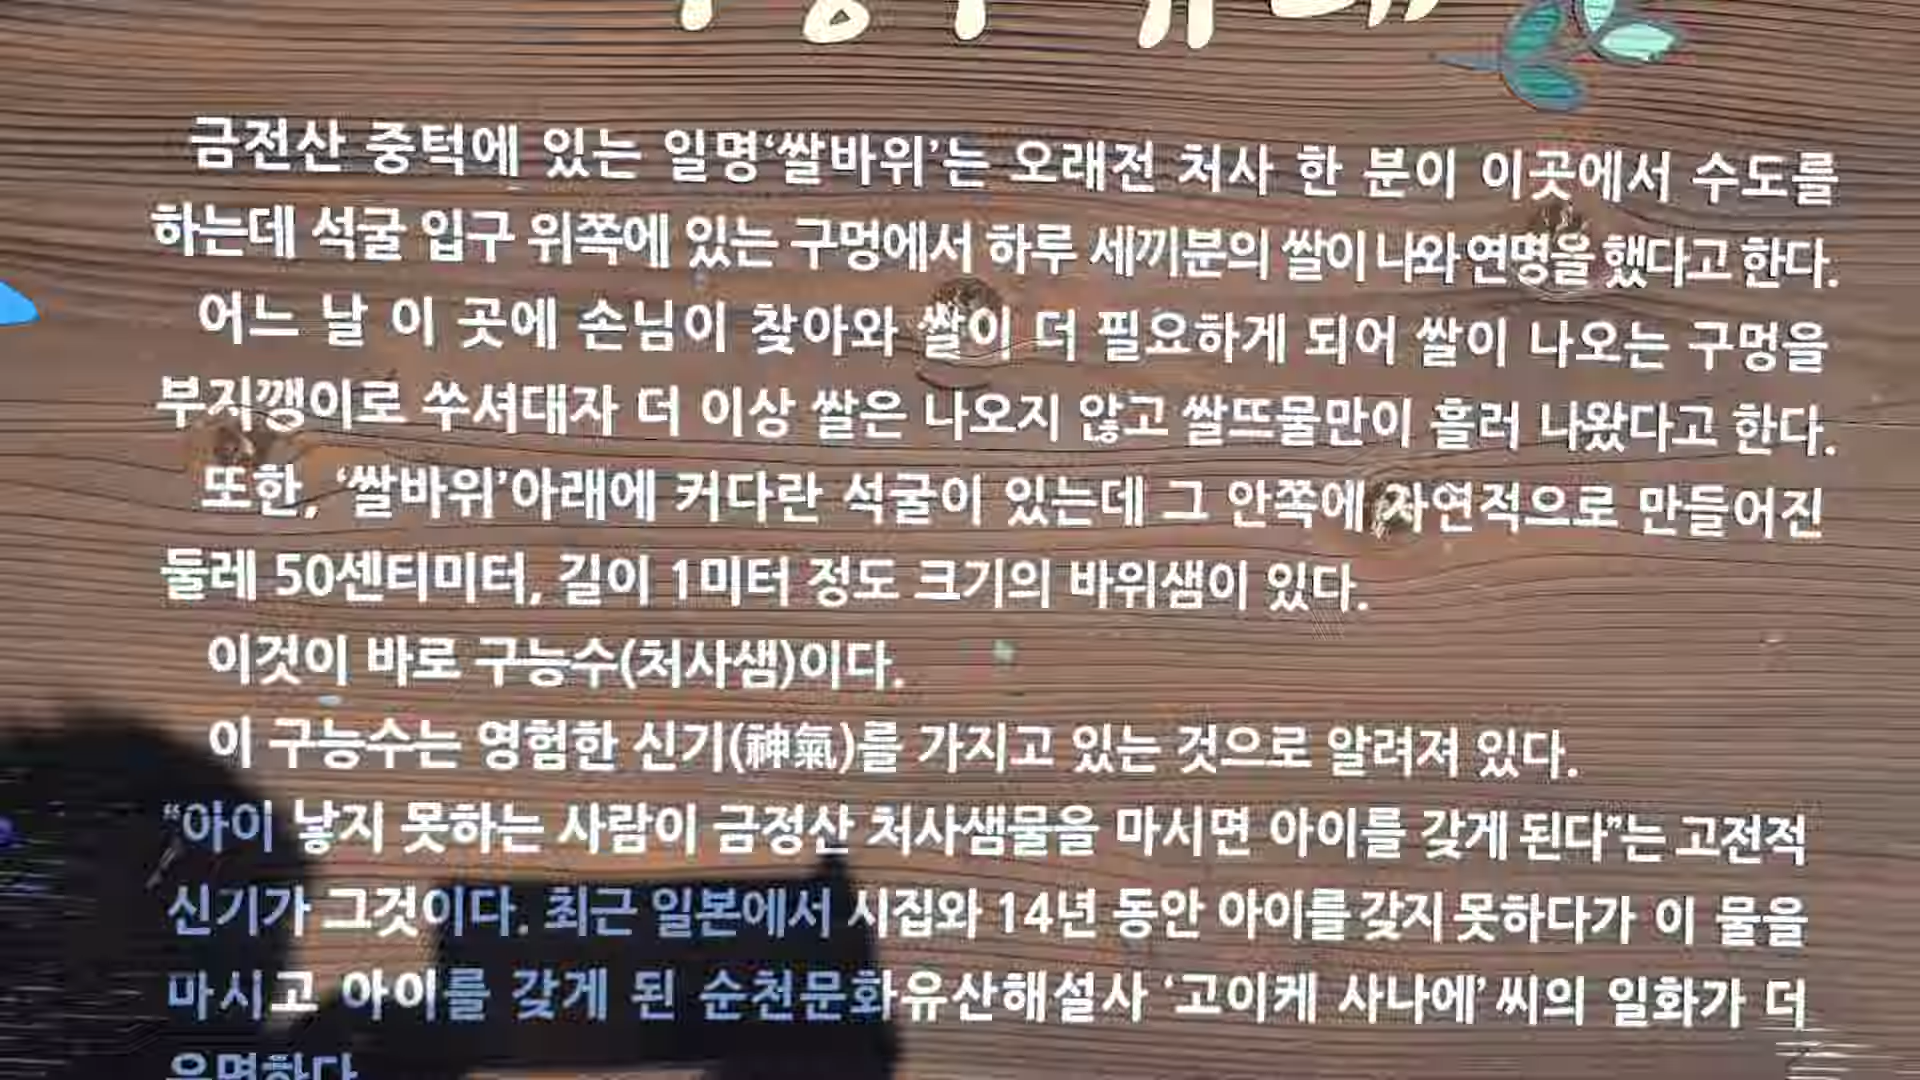 금전산 중턱에 있는 일명‘쌀바위’는 오래전 처사 한 분이 이곳에서 수도를
하는데 석굴 입구 위쪽에 있는 구멍에서 하루 세끼분의 쌀이 나와 연명을 했다고 한다.
어느 날 이 곳에 손님이 찾아와 쌀이 더 필요하게 되어 쌀이 나오는 구멍을
부지깽이로 쑤셔대자 더 이상 쌀은 나오지 않고 쌀뜨물만이 흘러 나왔다고 한다.
또한, ‘쌀바위’아래에 커다란 석굴이 있는데 그 안쪽에 자연적으로 만들어진
둘레 50센티미터, 길이 1미터 정도 크기의 바위샘이 있다.
이것이 바로 구능수(처사샘)이다.
이 구능수는 영험한 신기(神氣)를 가지고 있는 것으로 알려져 있다.
“아이 낳지 못하는 사람이 금정산 처사샘물을 마시면 아이를 갖게 된다”는 고전적
신기가 그것이다. 최근 일본에서 시집와 14년 동안 아이를 갖지 못하다가 이 물을
마시고 아이를 갖게 된 순천문화유산해설사 ‘고이케 사나에’ 씨의 일화가 더
유명하다